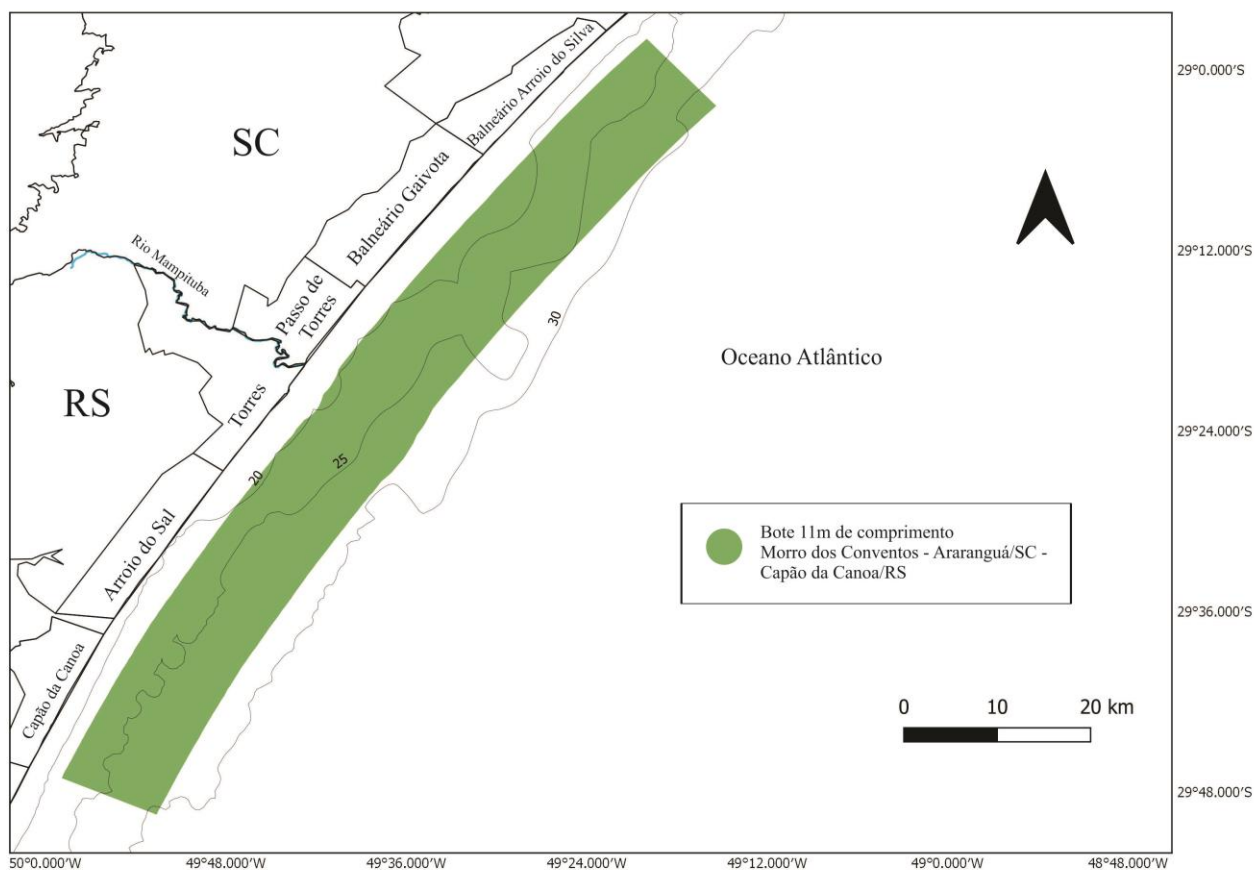 SC
Balneário Arroio do Silva
Balneário Gaivota
Rio Mampituba
Passo de
Torres
RS
Torres
Arroio do Sal
Capão da Canoa
20
25
30
Oceano Atlântico
Bote 11m de comprimento
Morro dos Conventos - Araranguá/SC -
Capão da Canoa/RS
0 10 20 km
29°0.000′S
29°12.000′S
29°24.000′S
29°36.000′S
29°48.000′S
50°0.000′W 49°48.000′W 49°36.000′W 49°24.000′W 49°12.000′W 49°0.000′W 48°48.000′W